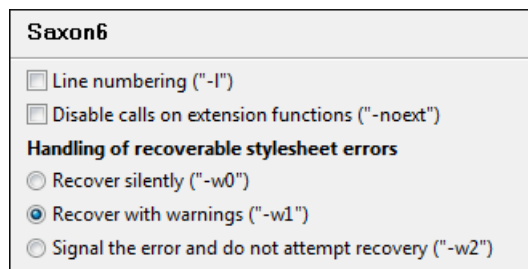 Saxon6
Line numbering ("-l")
Disable calls on extension functions ("-noext")
Handling of recoverable stylesheet errors
Recover silently ("-w0")
Recover with warnings ("-w1")
Signal the error and do not attempt recovery ("-w2")